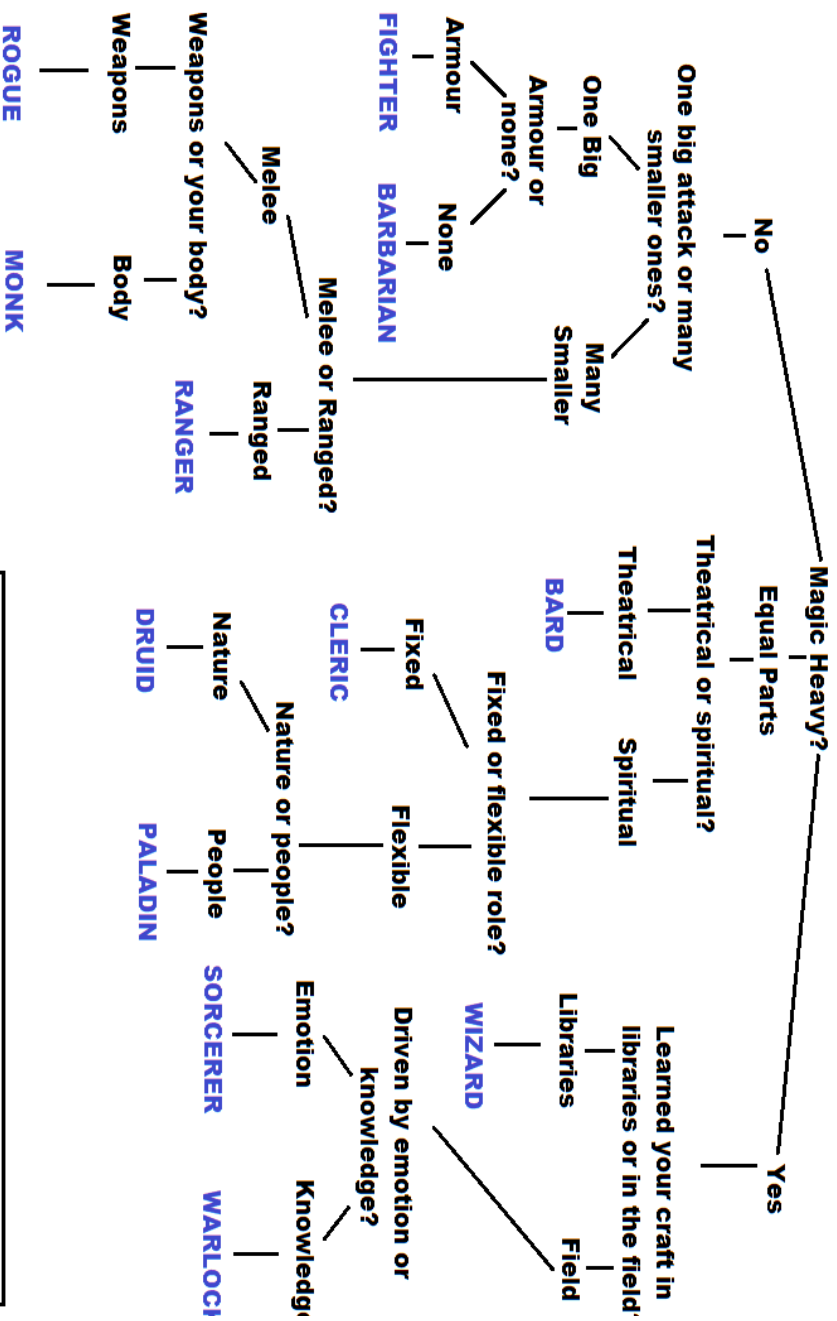 Magic Heavy?
No
Equal Parts
Yes
One big attack or many
smaller ones?
Theatrical or spiritual?
Learned your craft in
libraries or in the field?
One Big
Many
Smaller
Theatrical
Spiritual
Libraries
Field
Armour or
none?
BARD
WIZARD
Fixed or flexible role?
Armour
None
Fixed
Flexible
Driven by emotion or
knowledge?
FIGHTER
BARBARIAN
CLERIC
Melee or Ranged?
Nature or people?
Emotion
Knowledge
Melee
Ranged
Nature
People
SORCERER
WARLOCK
Weapons or your body?
RANGER
DRUID
PALADIN
Weapons
Body
ROGUE
MONK